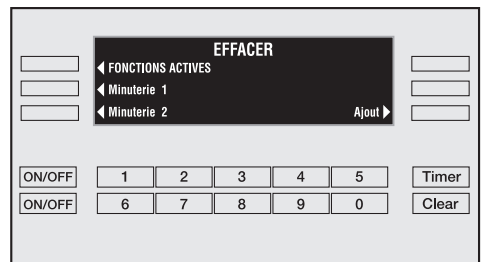 EFFACER
FONCTIONS ACTIVES
Minuterie 1
Minuterie 2 Ajout
ON/OFF 1 2 3 4 5 Timer
ON/OFF 6 7 8 9 0 Clear